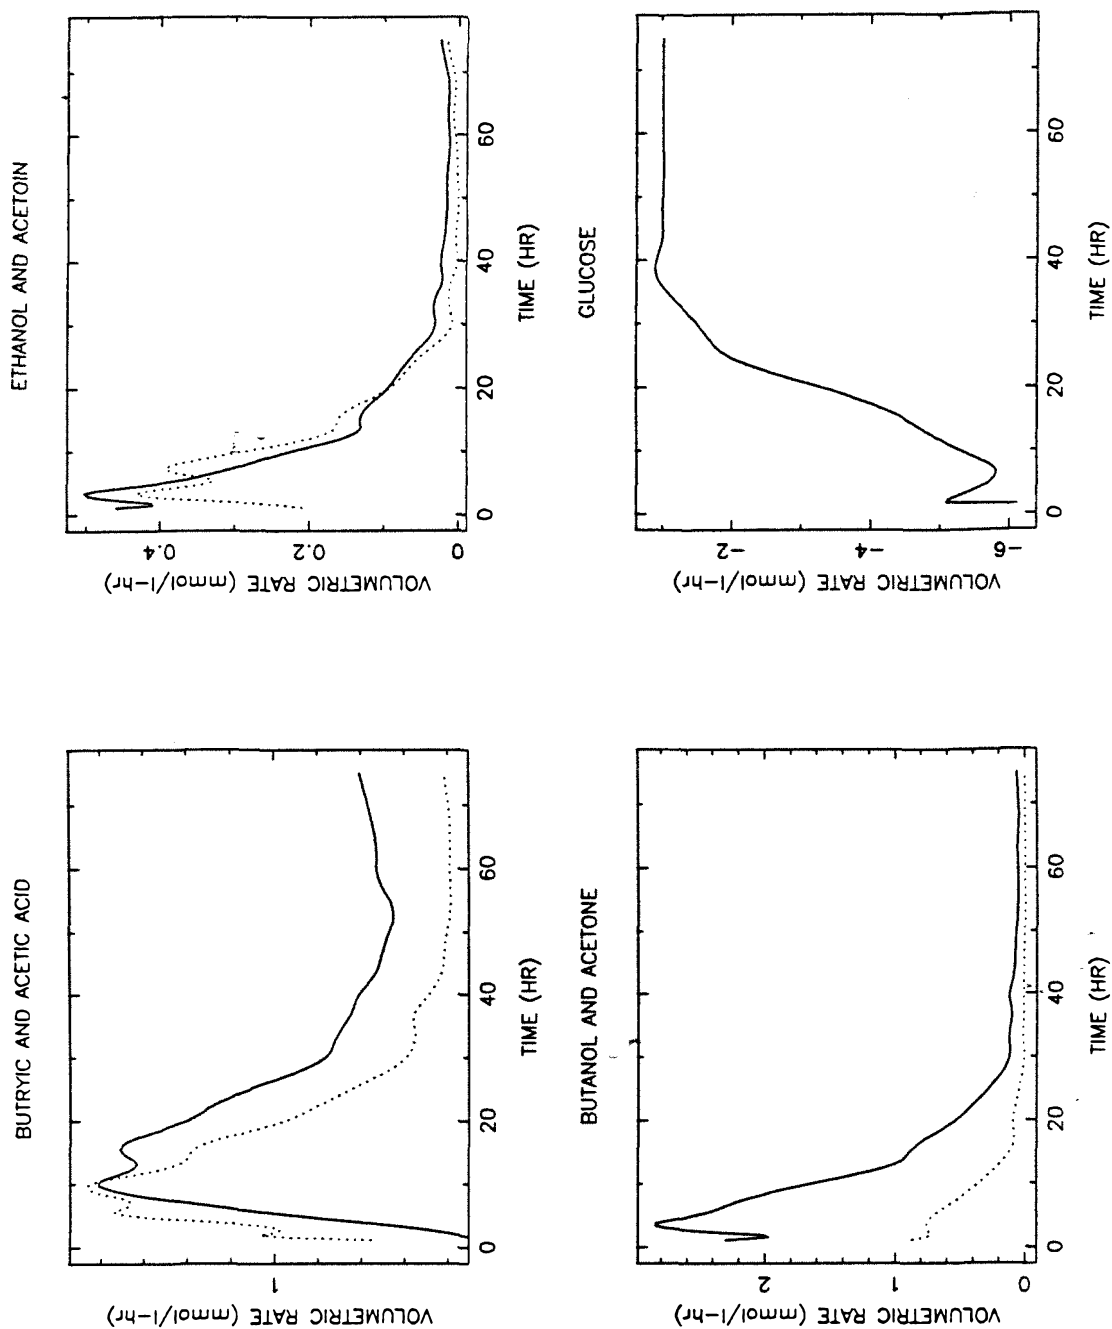 BUTRYIC AND ACETIC ACID
VOLUMETRIC RATE (mmol/l-hr)
1
0
20
40
60
TIME (HR)
ETHANOL AND ACETOIN
VOLUMETRIC RATE (mmol/l-hr)
0.4
0.2
0
0
20
40
60
TIME (HR)
BUTANOL AND ACETONE
VOLUMETRIC RATE (mmol/l-hr)
2
1
0
0
20
40
60
TIME (HR)
GLUCOSE
VOLUMETRIC RATE (mmol/l-hr)
-2
-4
-6
0
20
40
60
TIME (HR)